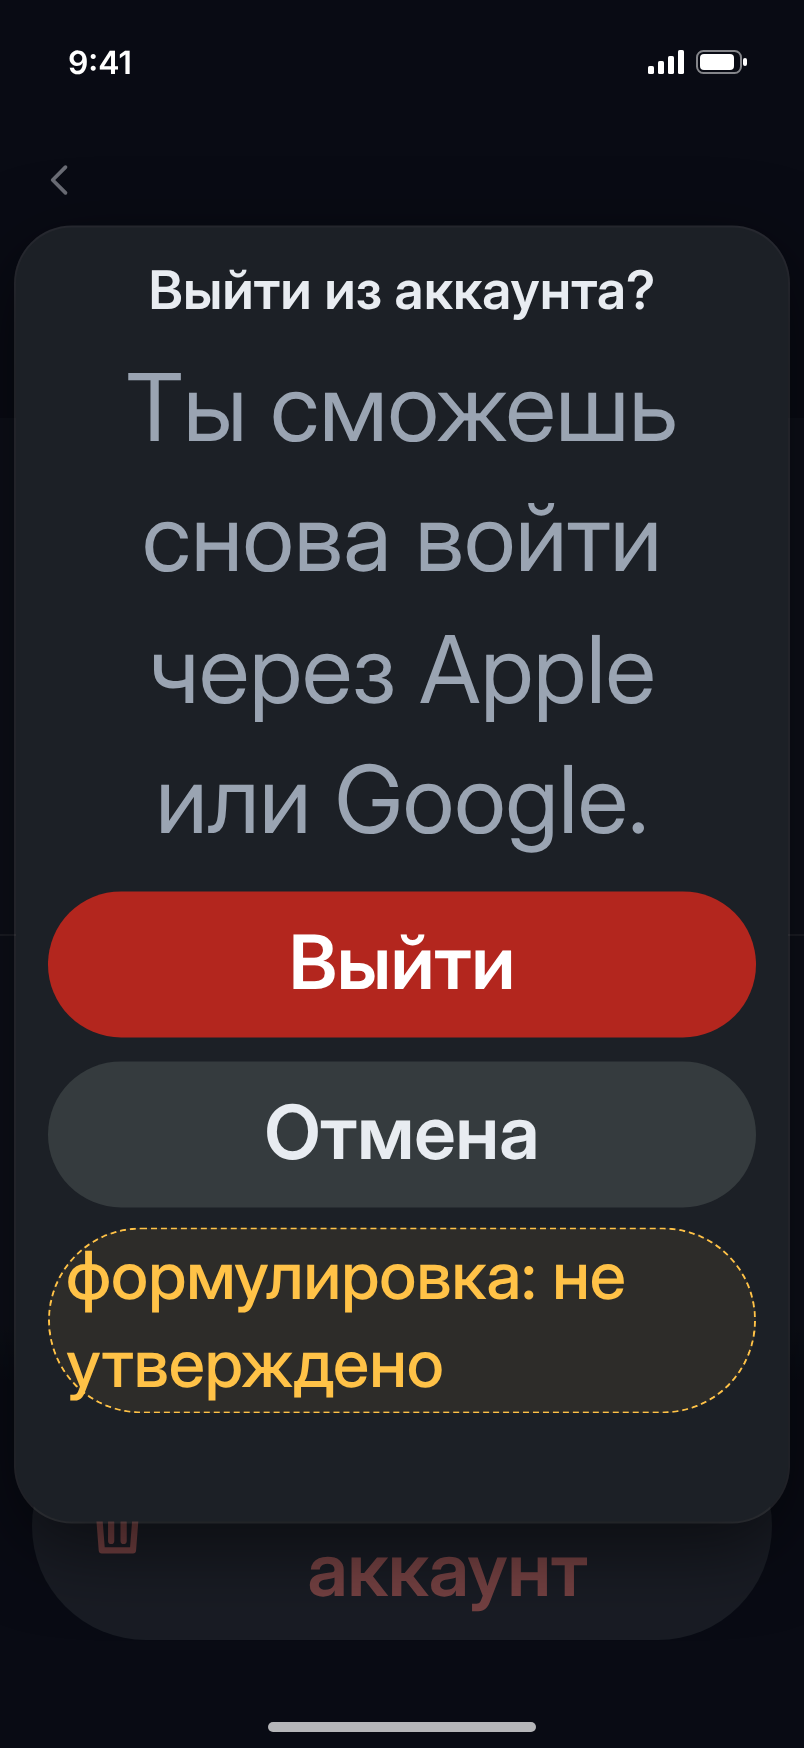 9:41
Выйти из аккаунта?
Ты сможешь
снова войти
через Apple
или Google.
Выйти
Отмена
формулировка: не
утверждено
аккаунт